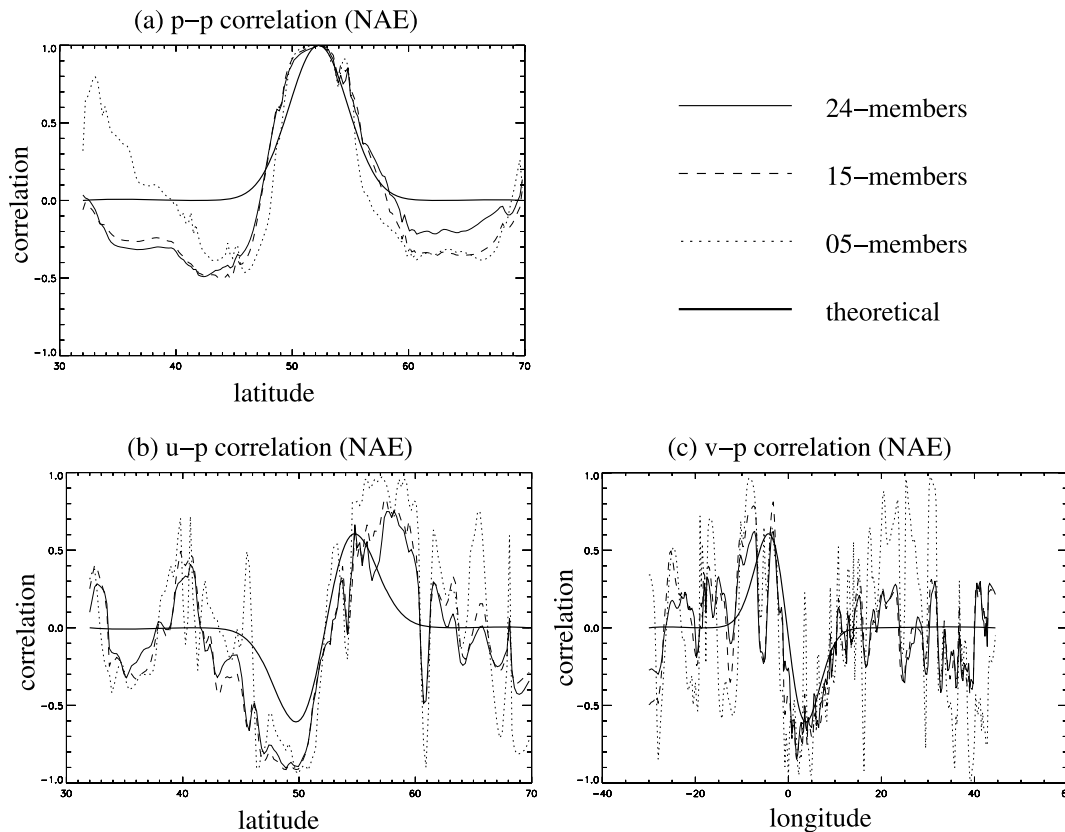 (a) p−p correlation (NAE)
1.0
0.5
0.0
−0.5
−1.0
correlation
30 40 50 60 70
latitude
24−members
15−members
05−members
theoretical
(b) u−p correlation (NAE)
1.0
0.5
0.0
−0.5
−1.0
correlation
30 40 50 60 70
latitude
(c) v−p correlation (NAE)
1.0
0.5
0.0
−0.5
−1.0
correlation
−40 −20 0 20 40 60
longitude